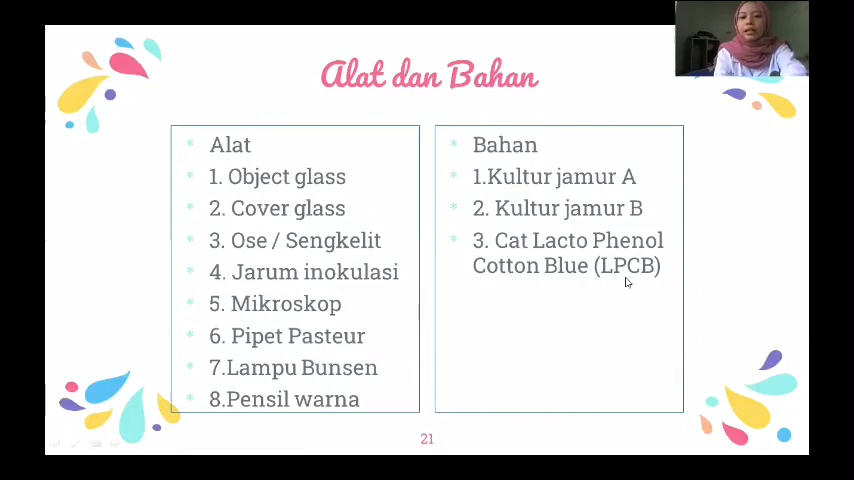 Alat dan Bahan
Alat
1. Object glass
2. Cover glass
3. Ose / Sengkelit
4. Jarum inokulasi
5. Mikroskop
6. Pipet Pasteur
7.Lampu Bunsen
8.Pensil warna
Bahan
1.Kultur jamur A
2. Kultur jamur B
3. Cat Lacto Phenol
Cotton Blue (LPCB)
21